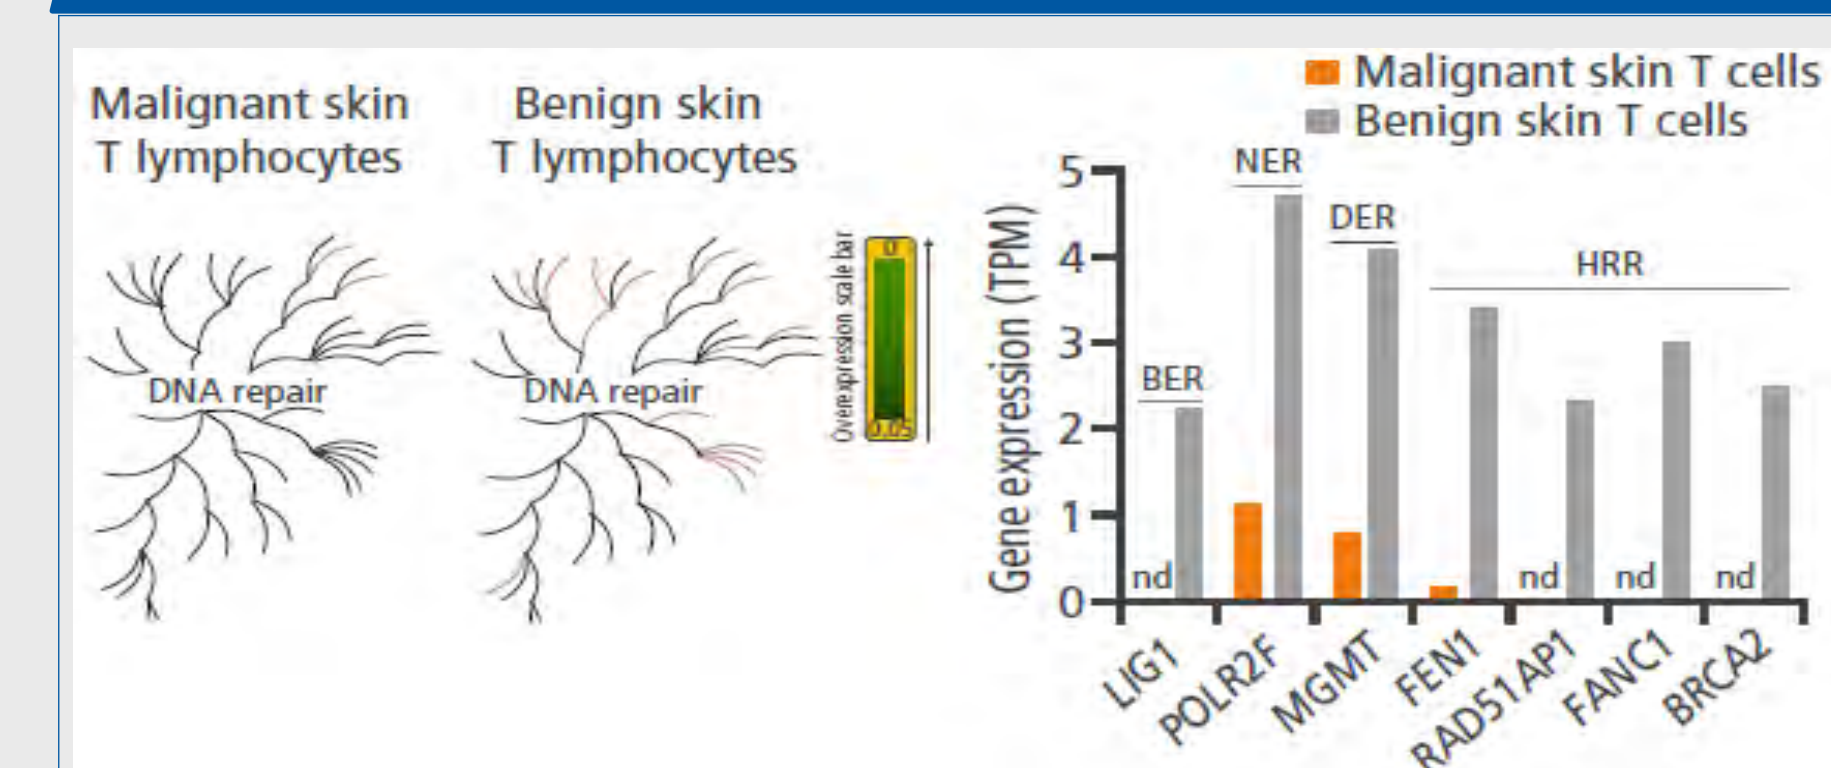 Malignant skin
T lymphocytes
Benign skin
T lymphocytes
DNA repair
DNA repair
Overexpression scale bar
0
0.05
Malignant skin T cells
Benign skin T cells
Gene expression (TPM)
5
4
3
2
1
0
BER
NER
DER
HRR
nd
nd
nd
nd
LIG1
POLR2F
MGMT
FEN1
RAD51AP1
FANC1
BRCA2